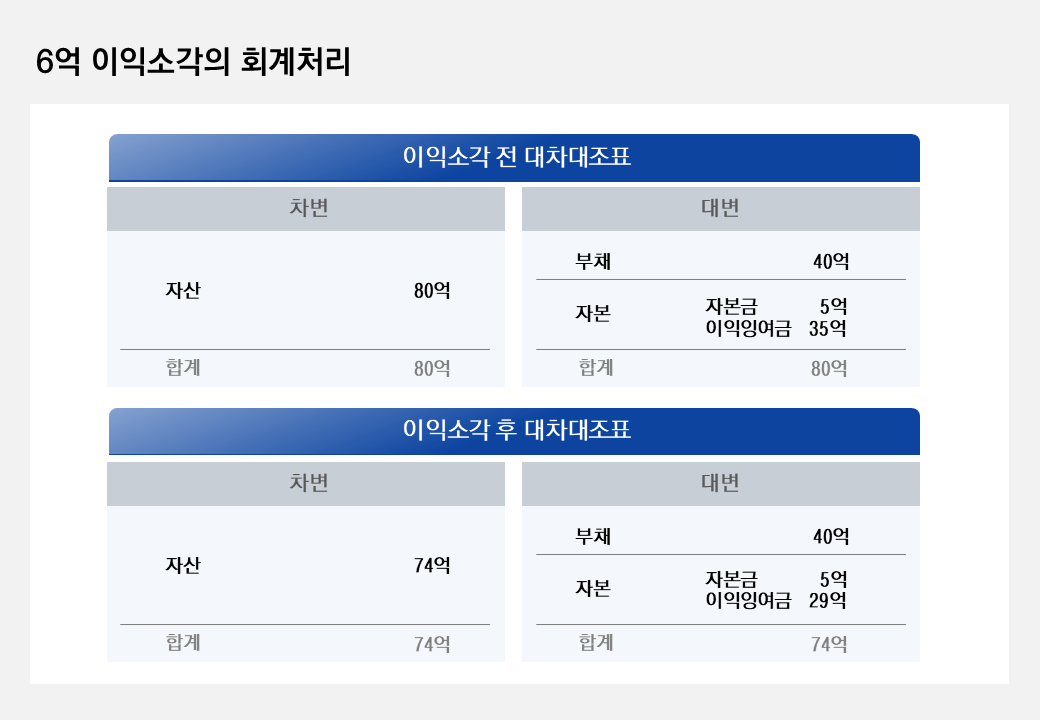 6억 이익소각의 회계처리
이익소각 전 대차대조표
차변 대변
부채 40억
자산 80억
자본 자본금 5억
이익잉여금 35억
합계 80억 합계 80억
이익소각 후 대차대조표
차변 대변
부채 40억
자산 74억
자본 자본금 5억
이익잉여금 29억
합계 74억 합계 74억